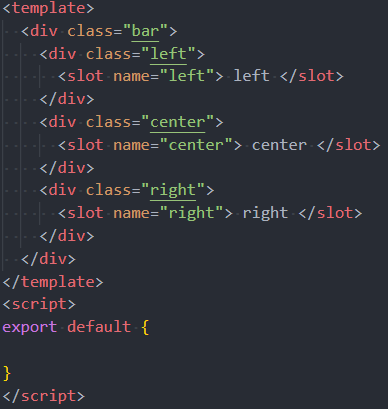 <template>
  <div class="bar">
    <div class="left">
      <slot name="left"> left </slot>
    </div>
    <div class="center">
      <slot name="center"> center </slot>
    </div>
    <div class="right">
      <slot name="right"> right </slot>
    </div>
  </div>
</template>
<script>
export default {

}
</script>